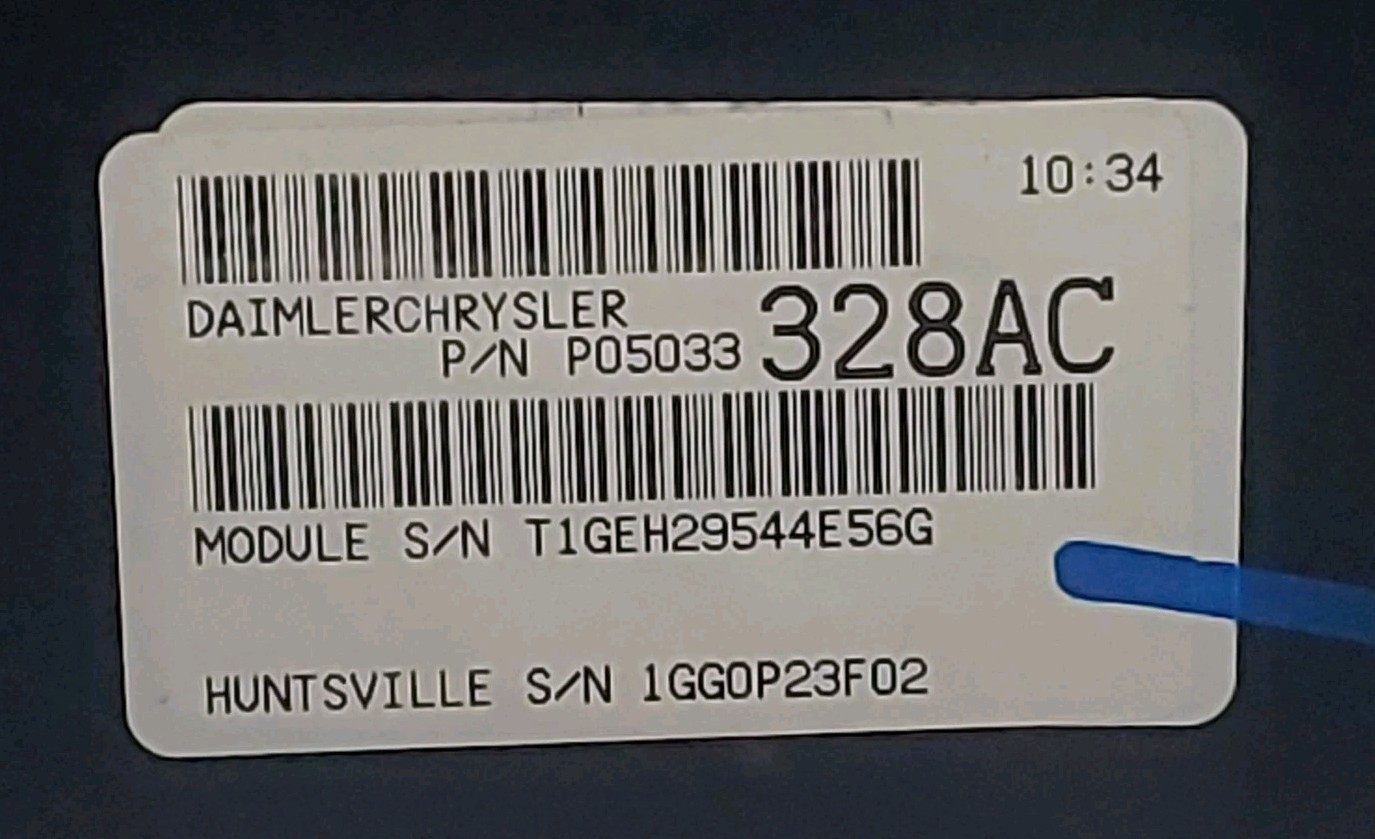 10:34
DAIMLERCHRYSLER
P/N P05033 328AC
MODULE S/N T1GEH29544E56G
HUNTSVILLE S/N 1GG0P23F02